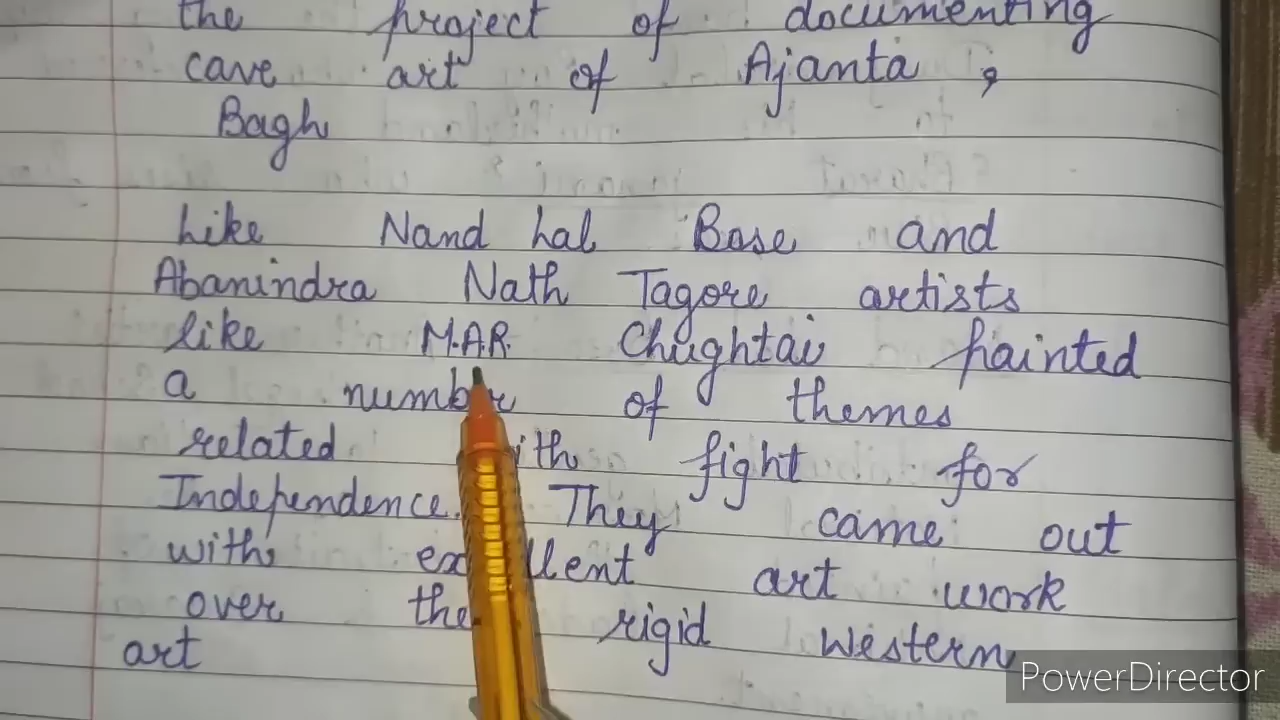 the project of documenting
cave art of Ajanta ,
Bagh
Like Nand Lal Bose and
Abanindra Nath Tagore artists
like M.A.R. Chughtai painted
a number of themes
related with fight for
Independence. They came out
with excellent art work
over the rigid Western
art
PowerDirector